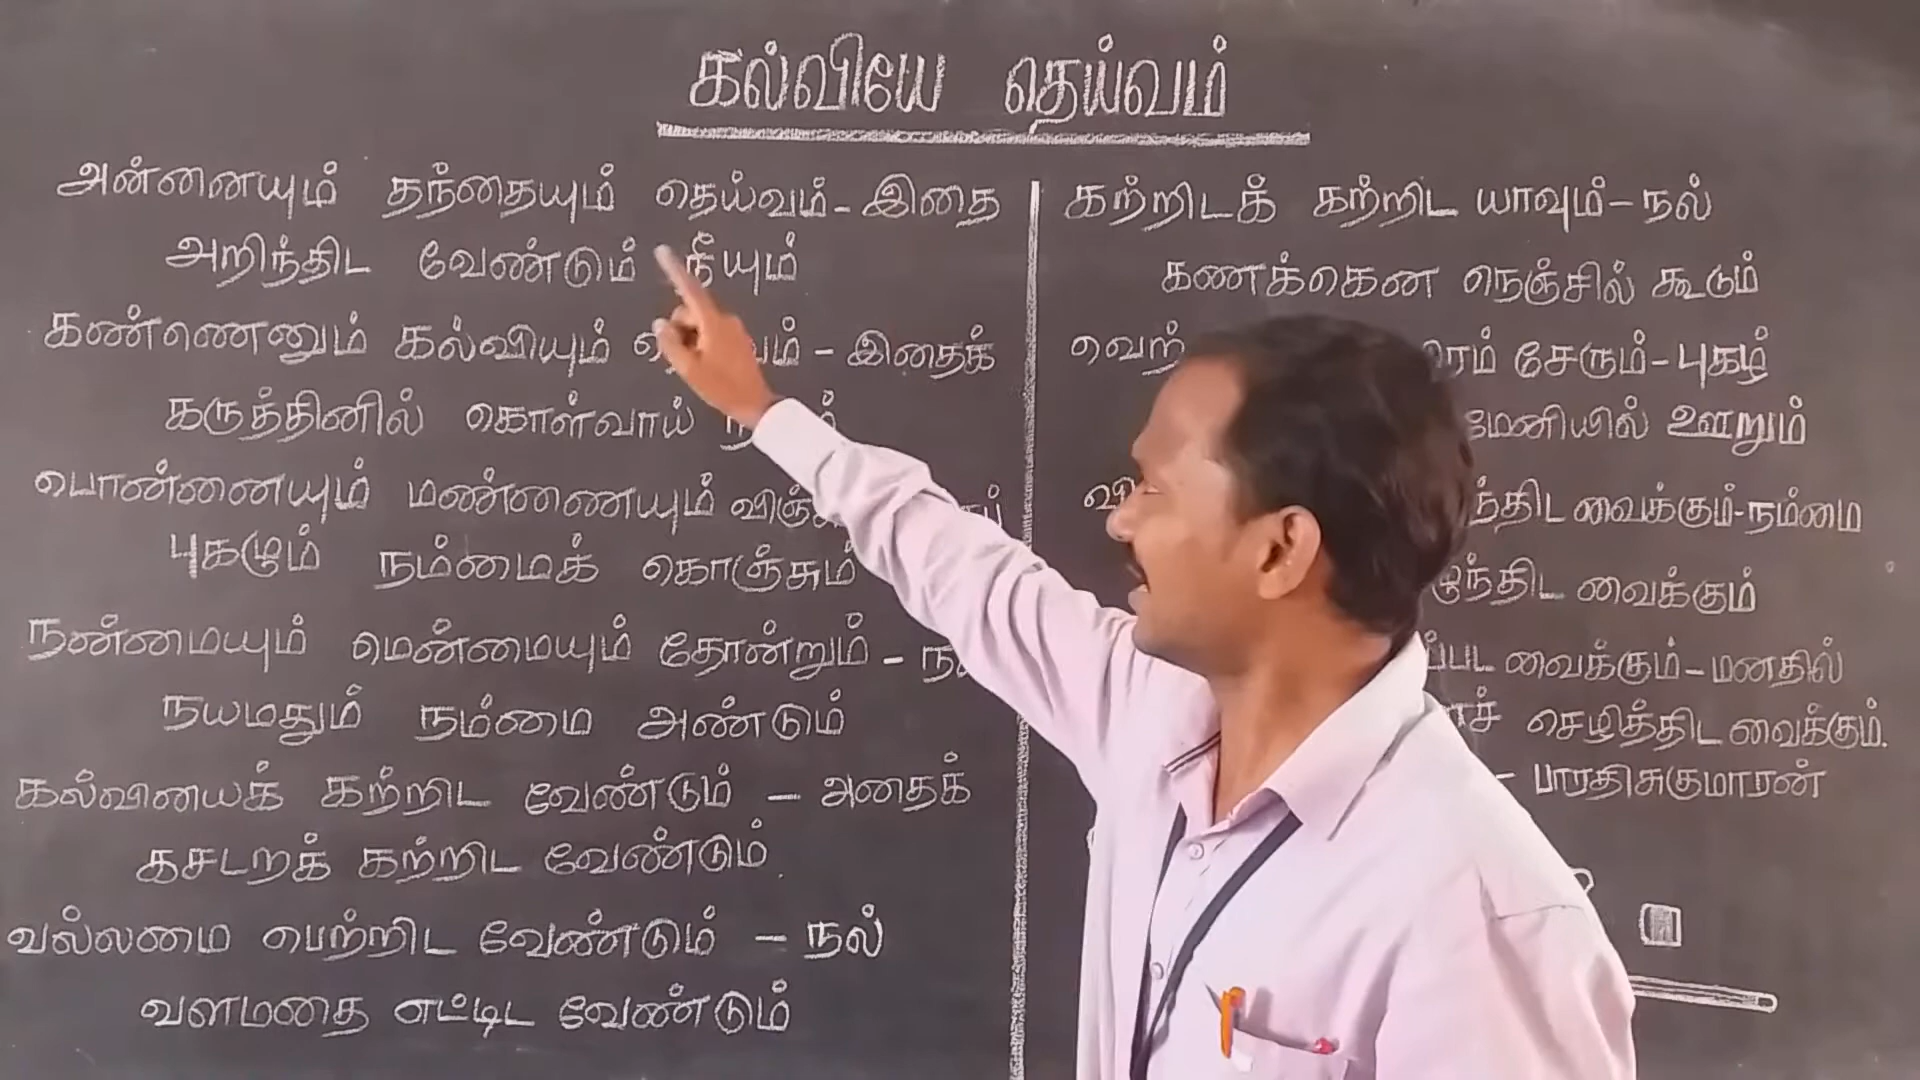 கல்வியே தெய்வம்
அன்னையும் தந்தையும் தெய்வம் - இதை
அறிந்திட வேண்டும் நீயும்
கண்ணெனும் கல்வியும் - இதைக்
கருத்தினில் கொள்வாய்
பொன்னையும் மண்ணையும்
புகழும் நம்மைக் கொஞ்சும்
நன்மையும் மென்மையும் தோன்றும் -
நயமதும் நம்மை அண்டும்
கல்வினயக் கற்றிட வேண்டும் - அதைக்
கசடறக் கற்றிட வேண்டும்.
வல்லமை பெற்றிட வேண்டும் - நல்
வளமதை எட்டிட வேண்டும்
கற்றிடக் கற்றிட யாவும் - நல்
கணக்கென நெஞ்சில் கூடும்
சேரும் - புகழ்
மேனியில் ஊறும்
வைக்கும் - நம்மை
வைக்கும்
வைக்கும் - மனதில்
செழித்திட வைக்கும்.
- பாரதிசுகுமாரன்